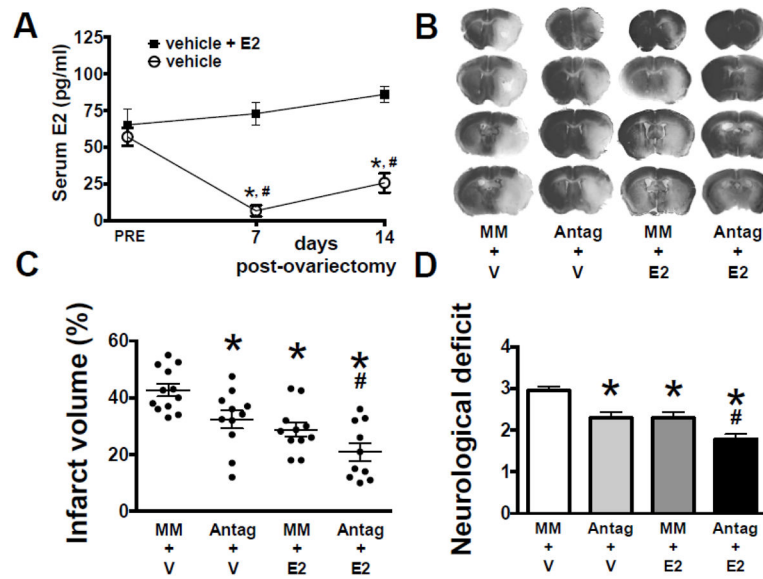 A
vehicle + E2
vehicle
Serum E2 (pg/ml)
125
100
75
50
25
0
*, #
*, #
PRE
7
14
days
post-ovariectomy
B
MM
+
V
Antag
+
V
MM
+
E2
Antag
+
E2
C
Infarct volume (%)
60
40
20
0
*
*
*
#
MM
+
V
Antag
+
V
MM
+
E2
Antag
+
E2
D
Neurological deficit
4
3
2
1
0
*
*
*
#
MM
+
V
Antag
+
V
MM
+
E2
Antag
+
E2